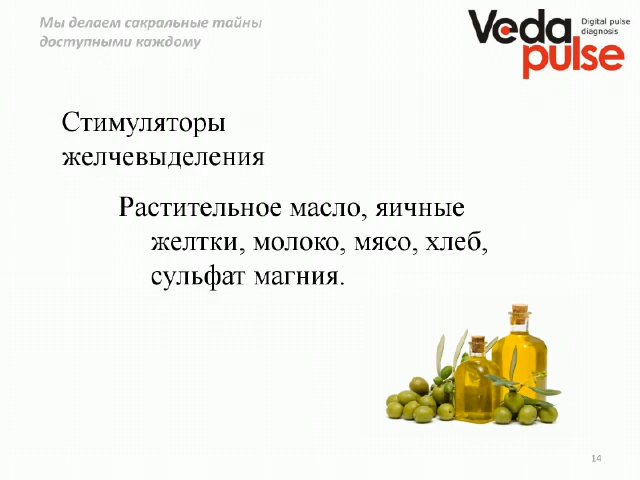 Мы делаем сакральные тайны
доступными каждому
Veda
pulse
Digital pulse
diagnosis
Стимуляторы
желчевыделения
Растительное масло, яичные
желтки, молоко, мясо, хлеб,
сульфат магния.
14